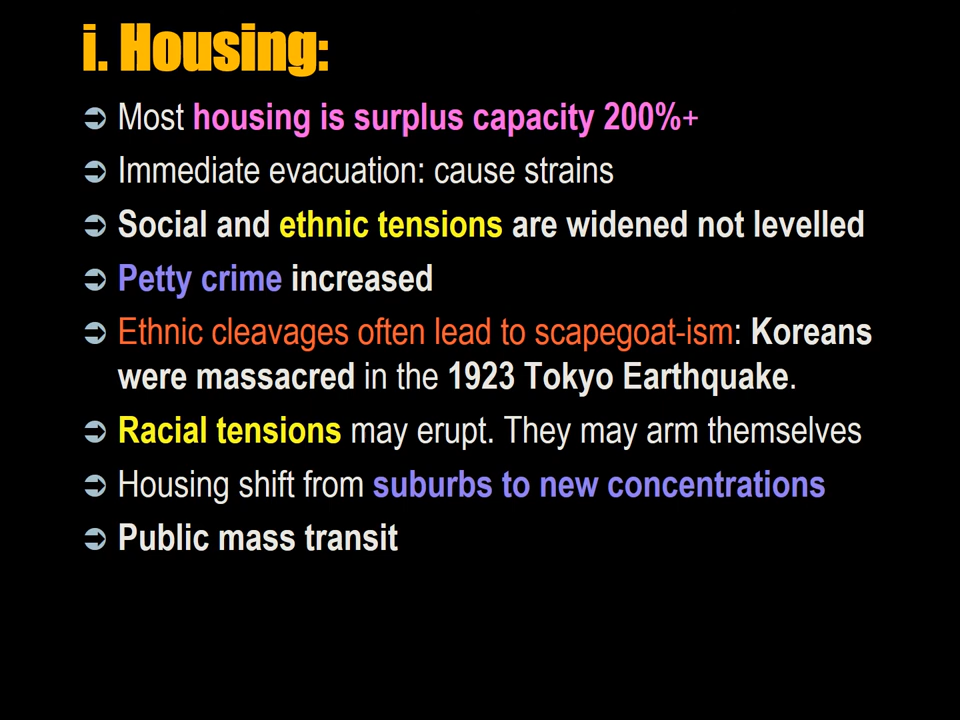 i. Housing:
Most housing is surplus capacity 200%+
Immediate evacuation: cause strains
Social and ethnic tensions are widened not levelled
Petty crime increased
Ethnic cleavages often lead to scapegoat-ism: Koreans
were massacred in the 1923 Tokyo Earthquake.
Racial tensions may erupt. They may arm themselves
Housing shift from suburbs to new concentrations
Public mass transit